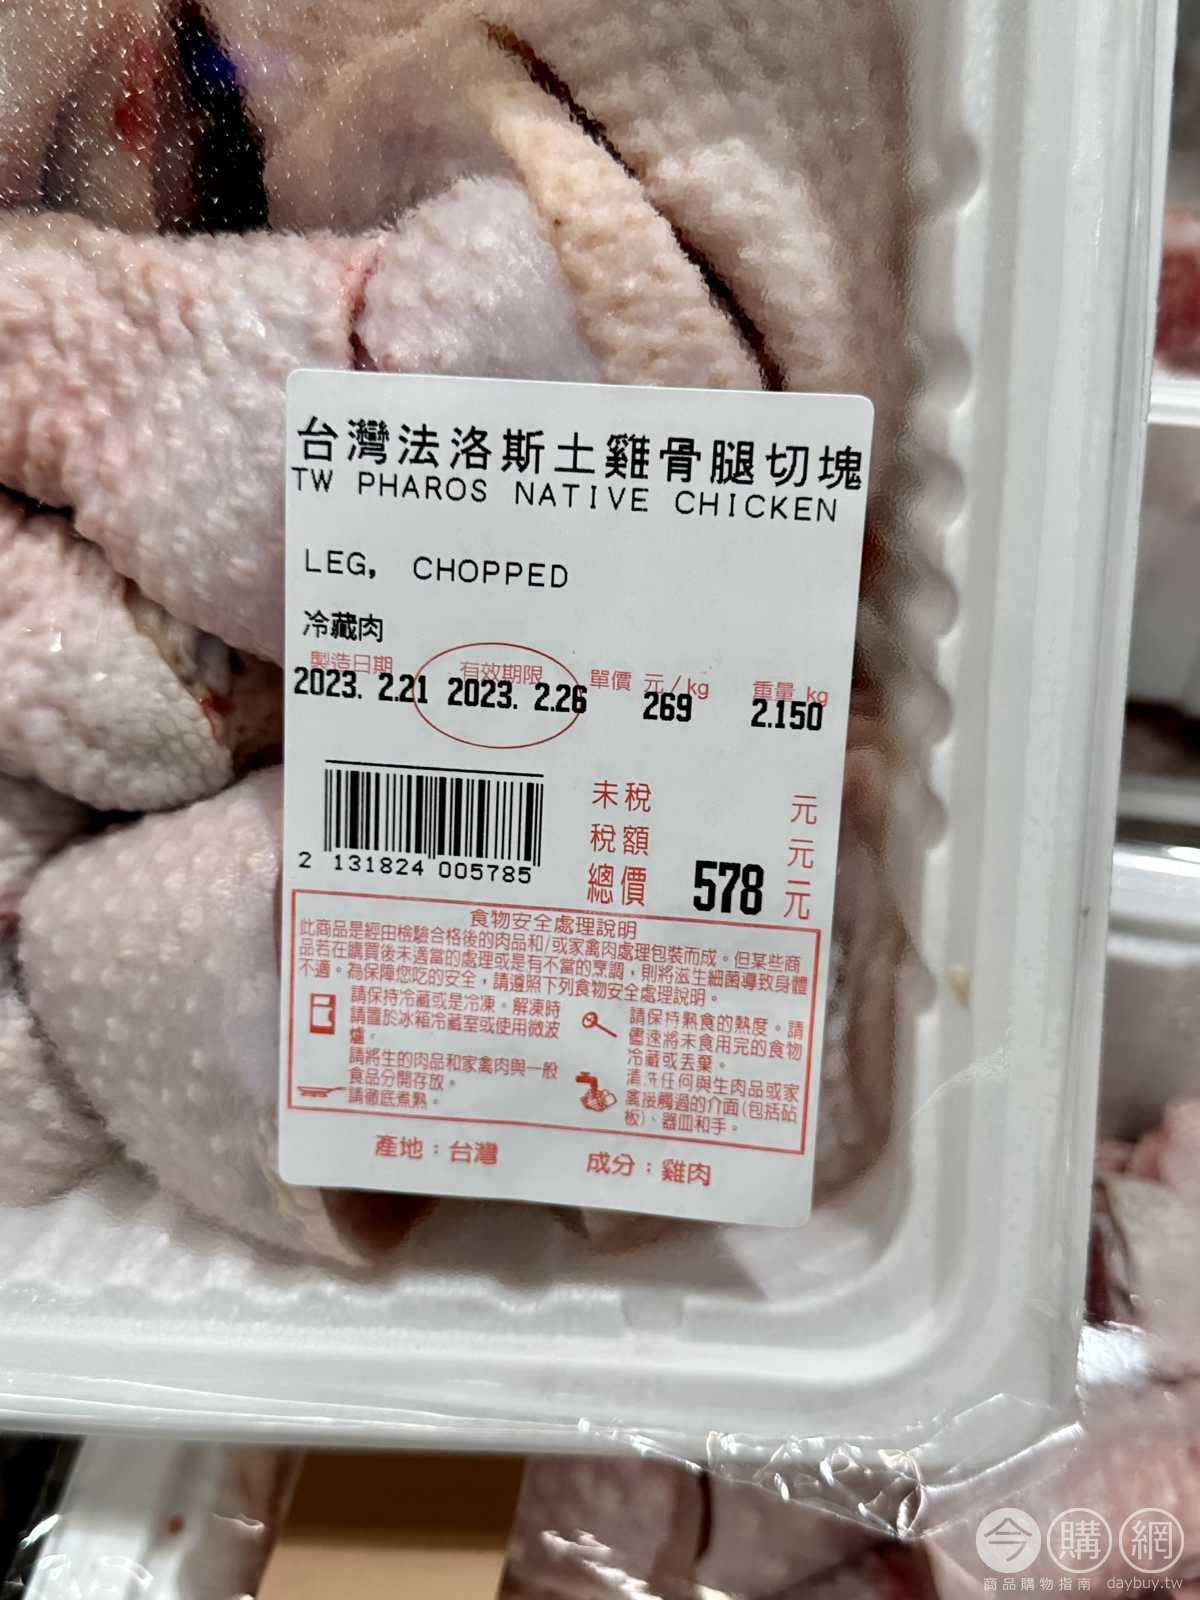 台灣法洛斯土雞骨腿切塊
TW PHAROS NATIVE CHICKEN
LEG, CHOPPED
冷藏肉
製造日期 有效期限 單價 元/kg 重量 kg
2023. 2.21 2023. 2.26 269 2.150
未稅 元
稅額 元
總價 578 元
2 131824 005785
食物安全處理說明
此商品是經由檢驗合格後的肉品和/或家禽肉處理包裝而成。但某些商
品若在購買後未適當的處理或是有不當的烹調，則將滋生細菌導致身體
不適。為保障您吃的安全，請遵照下列食物安全處理說明。
請保持冷藏或是冷凍。解凍時
請置於冰箱冷藏室或使用微波
爐。
請將生的肉品和家禽肉與一般
食品分開存放。
請徹底煮熟。
請保持熟食的熱度。請
儘速將未食用完的食物
冷藏或丟棄。
清洗任何與生肉品或家
禽接觸過的介面(包括砧
板)、器皿和手。
產地：台灣 成分：雞肉
今購網
商品購物指南 daybuy.tw